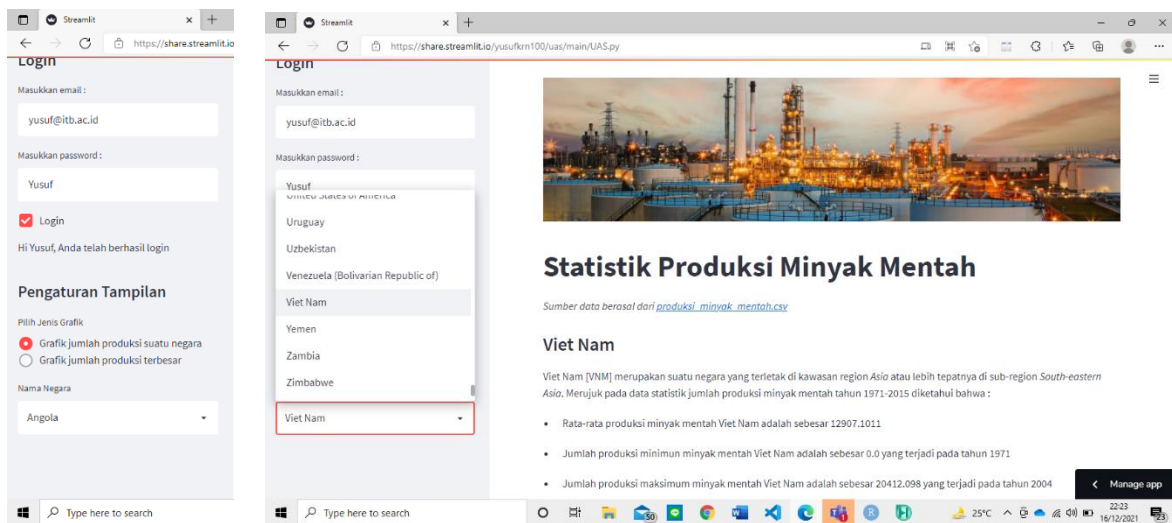 Streamlit
https://share.streamlit.io
Login
Masukkan email :
yusuf@itb.ac.id
Masukkan password :
Yusuf
Login
Hi Yusuf, Anda telah berhasil login
Pengaturan Tampilan
Pilih Jenis Grafik
Grafik jumlah produksi suatu negara
Grafik jumlah produksi terbesar
Nama Negara
Angola
Type here to search
Streamlit
https://share.streamlit.io/yusufkrn100/uas/main/UAS.py
Login
Masukkan email :
yusuf@itb.ac.id
Masukkan password :
Yusuf
United States of America
Uruguay
Uzbekistan
Venezuela (Bolivarian Republic of)
Viet Nam
Yemen
Zambia
Zimbabwe
Viet Nam
Statistik Produksi Minyak Mentah
Sumber data berasal dari produksi_minyak_mentah.csv
Viet Nam
Viet Nam [VNM] merupakan suatu negara yang terletak di kawasan region Asia atau lebih tepatnya di sub-region South-eastern
Asia. Merujuk pada data statistik jumlah produksi minyak mentah tahun 1971-2015 diketahui bahwa :
• Rata-rata produksi minyak mentah Viet Nam adalah sebesar 12907.1011
• Jumlah produksi minimun minyak mentah Viet Nam adalah sebesar 0.0 yang terjadi pada tahun 1971
• Jumlah produksi maksimum minyak mentah Viet Nam adalah sebesar 20412.098 yang terjadi pada tahun 2004
Manage app
Type here to search
50
25°C
22:23
16/12/2021
23